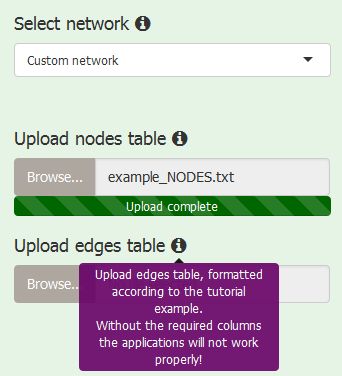 Select network
Custom network
Upload nodes table
Browse... example_NODES.txt
Upload complete
Upload edges table
Browse...
Upload edges table, formatted
according to the tutorial
example.
Without the required columns
the applications will not work
properly!